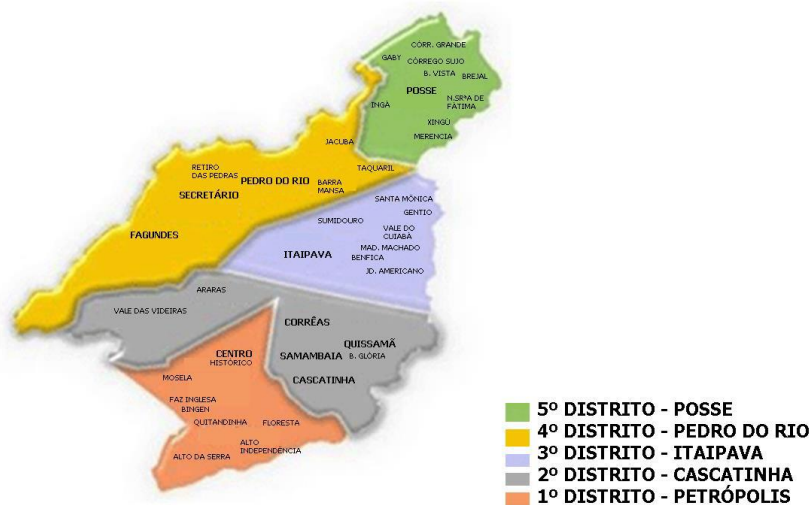 CÓRR. GRANDE
GABY
CÓRREGO SUJO
B. VISTA
BREJAL
POSSE
INGÁ
N.SRªA DE
FATIMA
XINGÚ
MERENCIA
JACUBA
TAQUARIL
RETIRO
DAS PEDRAS
PEDRO DO RIO
BARRA
MANSA
SECRETÁRIO
FAGUNDES
SANTA MÔNICA
GENTIO
SUMIDOURO
VALE DO
CUIABÁ
MAD. MACHADO
ITAIPAVA
BENFICA
JD. AMERICANO
ARARAS
VALE DAS VIDEIRAS
CORRÊAS
QUISSAMÃ
SAMAMBAIA
B. GLÓRIA
CASCATINHA
CENTRO
HISTÓRICO
MOSELA
FAZ INGLESA
BINGEN
QUITANDINHA
FLORESTA
ALTO
INDEPENDÊNCIA
ALTO DA SERRA
5º DISTRITO - POSSE
4º DISTRITO - PEDRO DO RIO
3º DISTRITO - ITAIPAVA
2º DISTRITO - CASCATINHA
1º DISTRITO - PETRÓPOLIS